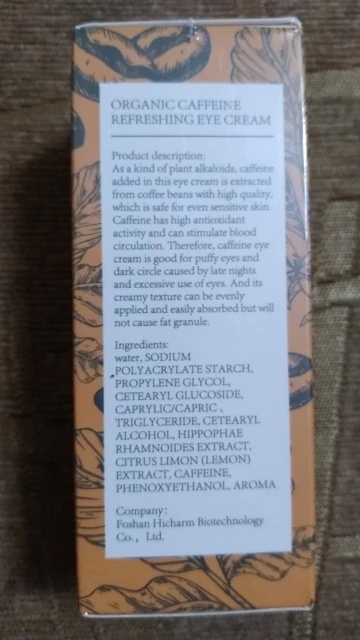 ORGANIC CAFFEINE
REFRESHING EYE CREAM
Product description:
As a kind of plant alkaloids, caffeine
added in this eye cream is extracted
from coffee beans with high quality,
which is safe for even sensitive skin.
Caffeine has high antioxidant
activity and can stimulate blood
circulation. Therefore, caffeine eye
cream is good for puffy eyes and
dark circle caused by late nights
and excessive use of eyes. And its
creamy texture can be evenly
applied and easily absorbed but will
not cause fat granule.
Ingredients:
water, SODIUM
POLYACRYLATE STARCH,
PROPYLENE GLYCOL,
CETEARYL GLUCOSIDE,
CAPRYLIC/CAPRIC ,
TRIGLYCERIDE, CETEARYL
ALCOHOL, HIPPOPHAE
RHAMNOIDES EXTRACT,
CITRUS LIMON (LEMON)
EXTRACT, CAFFEINE,
PHENOXYETHANOL, AROMA
Company:
Foshan Hicharm Biotechnology
Co., Ltd.